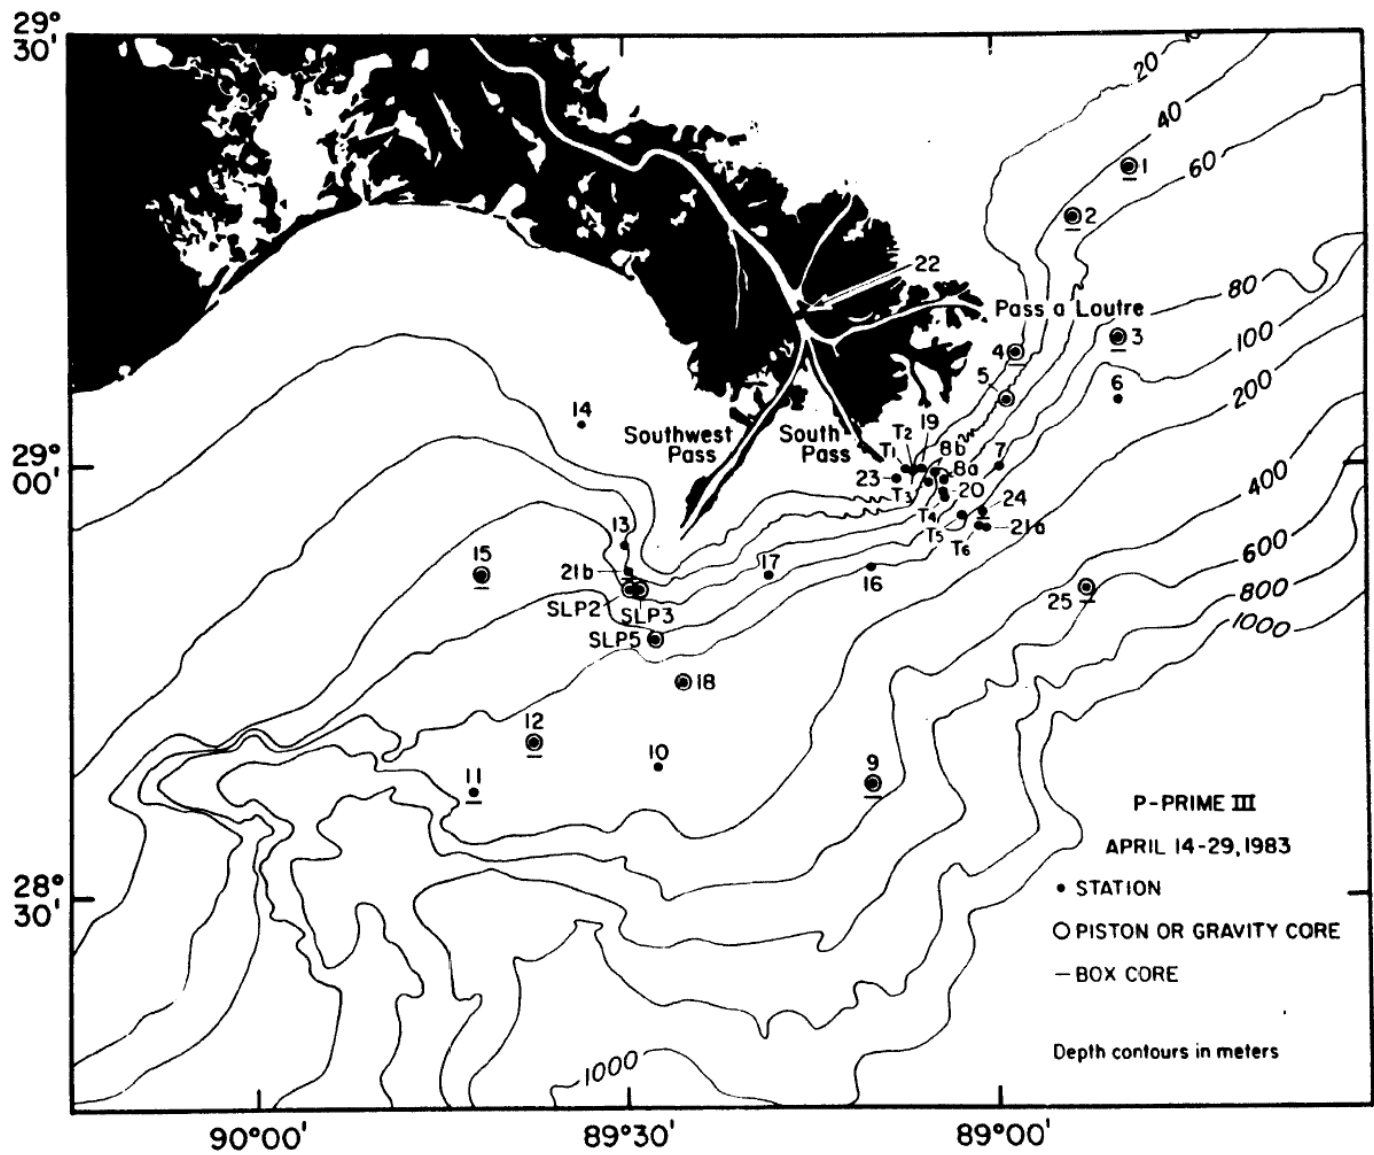 29°
30'
20
40
60
1
2
22
80
Pass a Loutre
100
3
4
200
5
6
14
Southwest
Pass
South
Pass
T1
T2
19
8b
8a
7
23
T3
20
24
T4
21a
T5
T6
29°
00'
400
13
15
21b
17
16
600
SLP2
SLP3
25
800
SLP5
1000
18
12
10
9
11
P-PRIME III
APRIL 14-29,1983
STATION
28°
30'
PISTON OR GRAVITY CORE
BOX CORE
Depth contours in meters
1000
90°00'
89°30'
89°00'